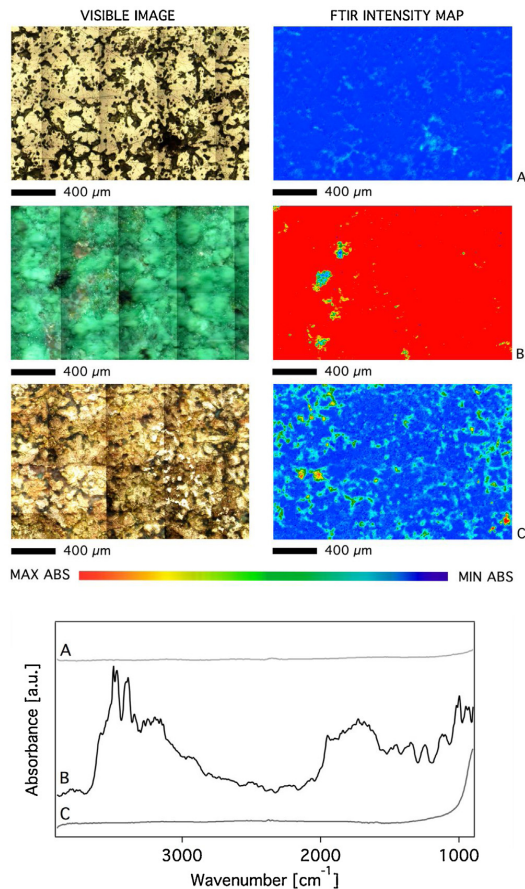 VISIBLE IMAGE
FTIR INTENSITY MAP
A
400 µm
400 µm
B
400 µm
400 µm
C
400 µm
400 µm
MAX ABS
MIN ABS
A
B
C
Absorbance [a.u.]
3000
2000
1000
Wavenumber [cm⁻¹]